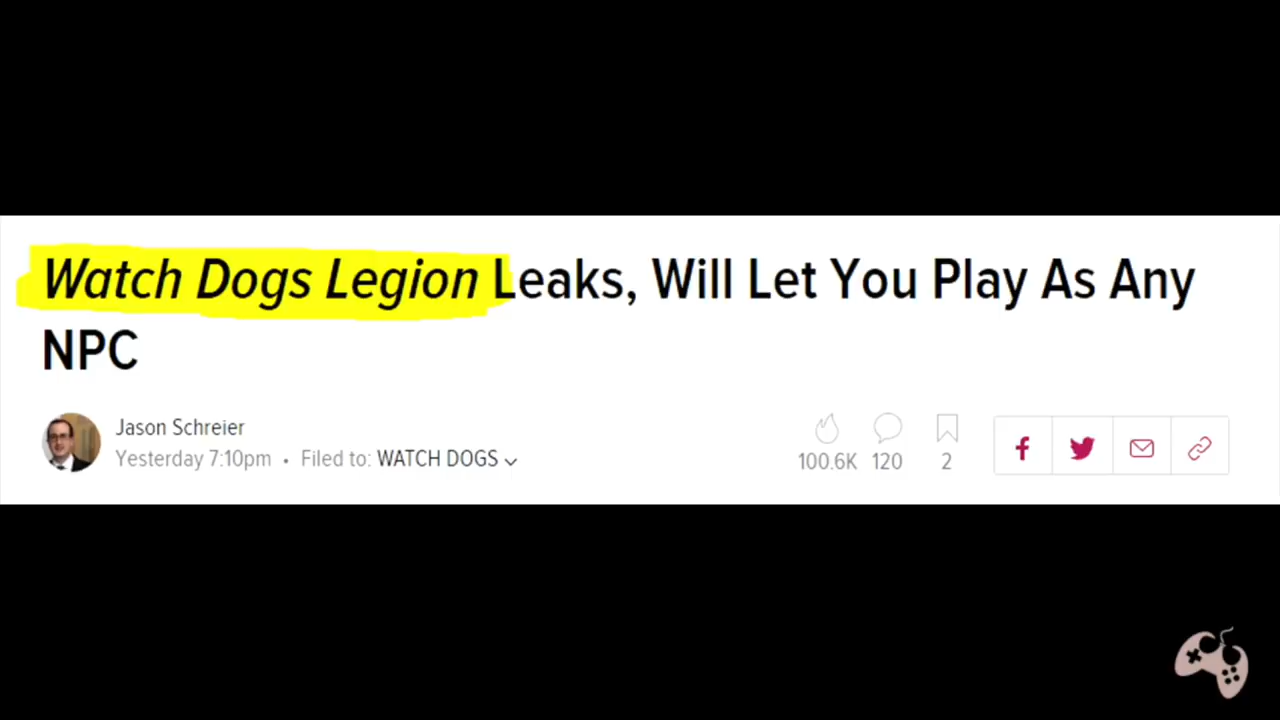 Watch Dogs Legion Leaks, Will Let You Play As Any
NPC
Jason Schreier
Yesterday 7:10pm • Filed to: WATCH DOGS
100.6K 120 2